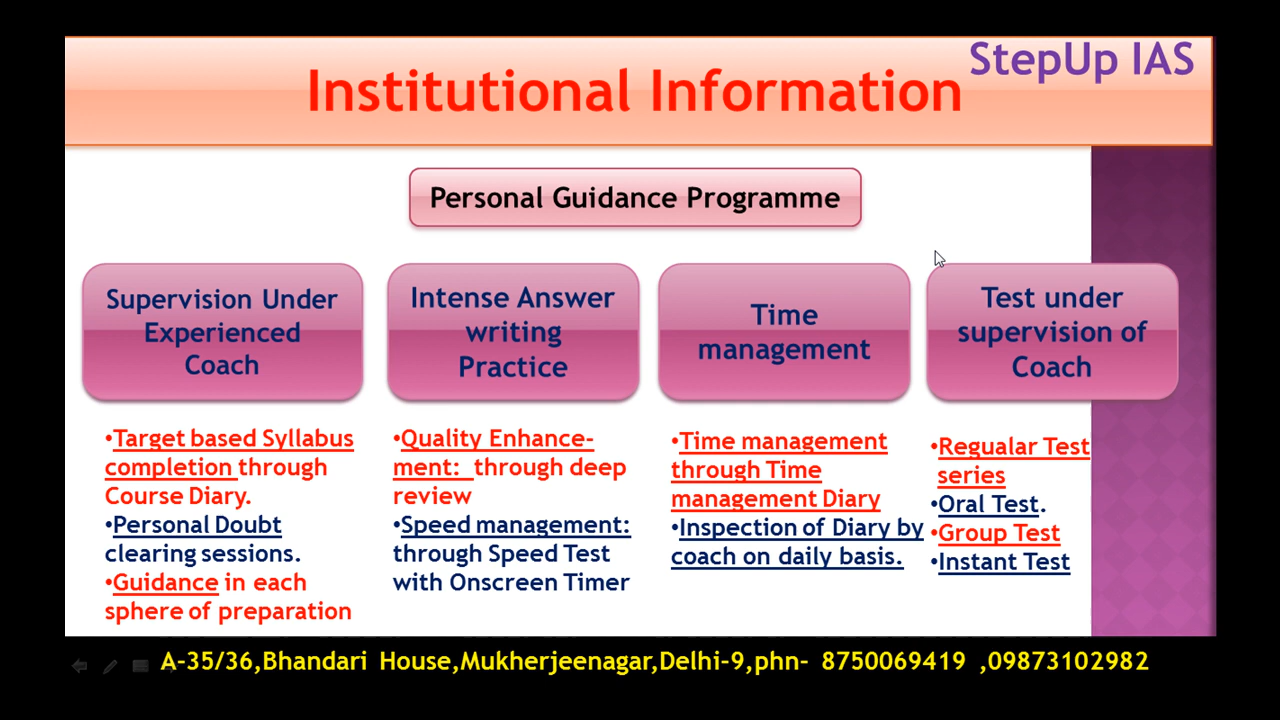 StepUp IAS
Institutional Information
Personal Guidance Programme
Supervision Under
Experienced
Coach
Intense Answer
writing
Practice
Time
management
Test under
supervision of
Coach
•Target based Syllabus
completion through
Course Diary.
•Personal Doubt
clearing sessions.
•Guidance in each
sphere of preparation
•Quality Enhance-
ment: through deep
review
•Speed management:
through Speed Test
with Onscreen Timer
•Time management
through Time
management Diary
•Inspection of Diary by
coach on daily basis.
•Regualar Test
series
•Oral Test.
•Group Test
•Instant Test
A-35/36,Bhandari House,Mukherjeenagar,Delhi-9,phn- 8750069419 ,09873102982